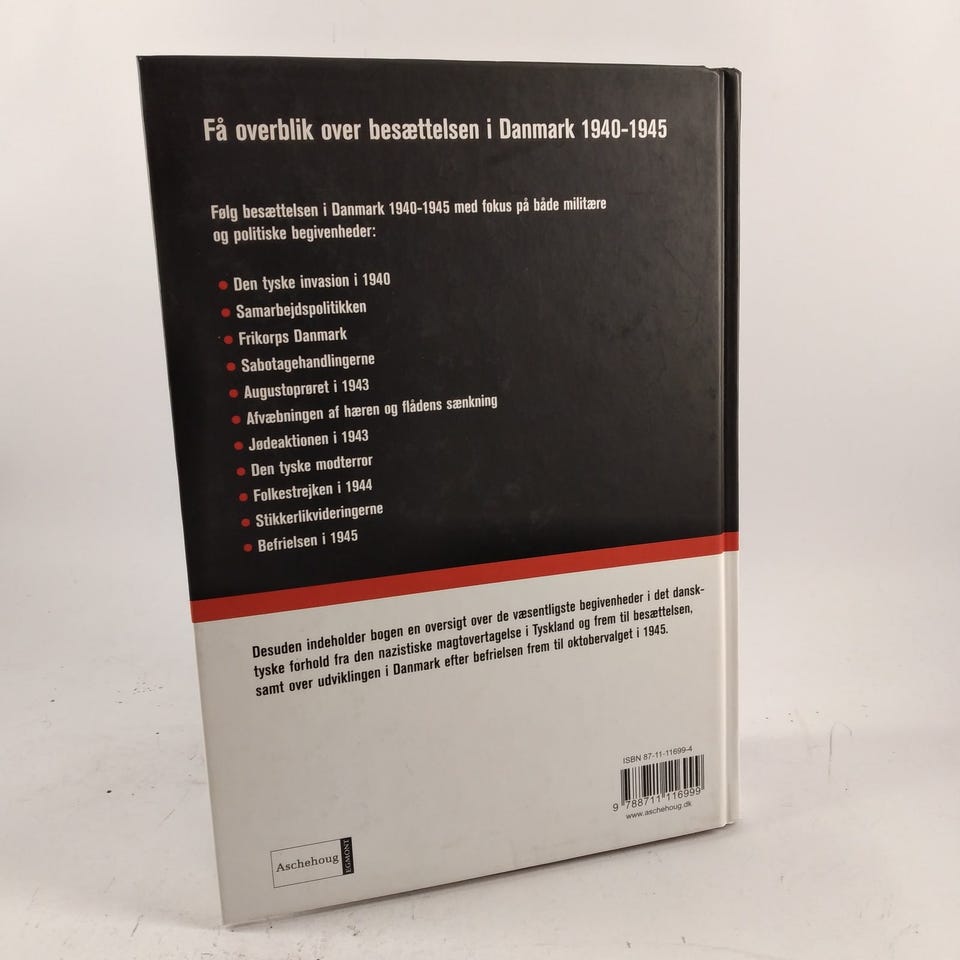 Få overblik over besættelsen i Danmark 1940-1945
Følg besættelsen i Danmark 1940-1945 med fokus på både militære
og politiske begivenheder:
• Den tyske invasion i 1940
• Samarbejdspolitikken
• Frikorps Danmark
• Sabotagehandlingerne
• Augustoprøret i 1943
• Afvæbningen af hæren og flådens sænkning
• Jødeaktionen i 1943
• Den tyske modterror
• Folkestrejken i 1944
• Stikkerlikvideringerne
• Befrielsen i 1945
Desuden indeholder bogen en oversigt over de væsentligste begivenheder i det dansk-
tyske forhold fra den nazistiske magtovertagelse i Tyskland og frem til besættelsen,
samt over udviklingen i Danmark efter befrielsen frem til oktobervalget i 1945.
ISBN 87-11-11699-4
9 788711 116999
www.aschehoug.dk
Aschehoug
EGMONT